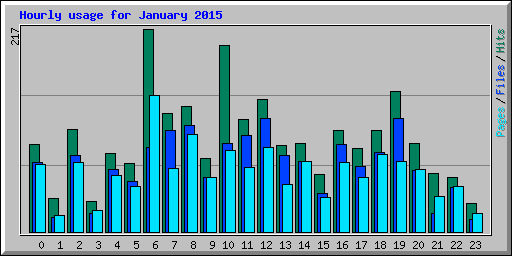 Hourly usage for January 2015
217
Pages / Files / Hits
0 1 2 3 4 5 6 7 8 9 10 11 12 13 14 15 16 17 18 19 20 21 22 23